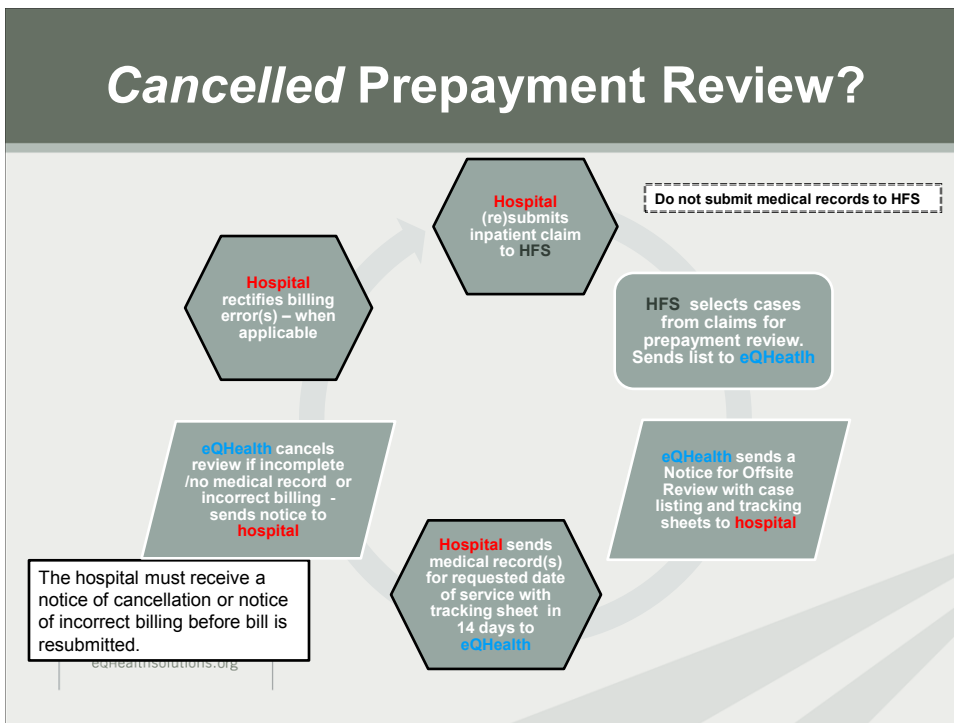 Cancelled Prepayment Review?
Hospital
(re)submits
inpatient claim
to HFS
Do not submit medical records to HFS
HFS selects cases
from claims for
prepayment review.
Sends list to eQHeatlh
eQHealth sends a
Notice for Offsite
Review with case
listing and tracking
sheets to hospital
Hospital sends
medical record(s)
for requested date
of service with
tracking sheet in
14 days to
eQHealth
eQHealth cancels
review if incomplete
/no medical record or
incorrect billing -
sends notice to
hospital
Hospital
rectifies billing
error(s) – when
applicable
The hospital must receive a
notice of cancellation or notice
of incorrect billing before bill is
resubmitted.
eQHealthSolutions.org